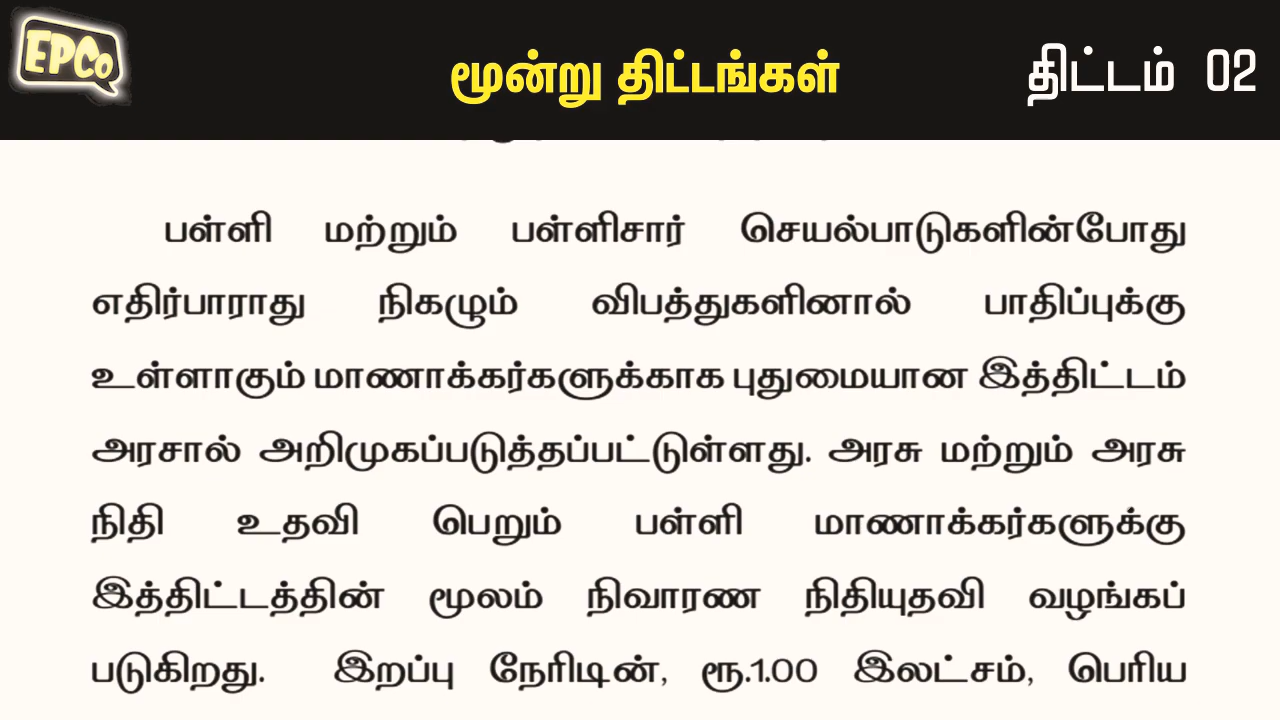 EPCo
மூன்று திட்டங்கள்
திட்டம் 02
பள்ளி மற்றும் பள்ளிசார் செயல்பாடுகளின்போது
எதிர்பாராது நிகழும் விபத்துகளினால் பாதிப்புக்கு
உள்ளாகும் மாணாக்கர்களுக்காக புதுமையான இத்திட்டம்
அரசால் அறிமுகப்படுத்தப்பட்டுள்ளது. அரசு மற்றும் அரசு
நிதி உதவி பெறும் பள்ளி மாணாக்கர்களுக்கு
இத்திட்டத்தின் மூலம் நிவாரண நிதியுதவி வழங்கப்
படுகிறது. இறப்பு நேரிடின், ரூ.1.00 இலட்சம், பெரிய